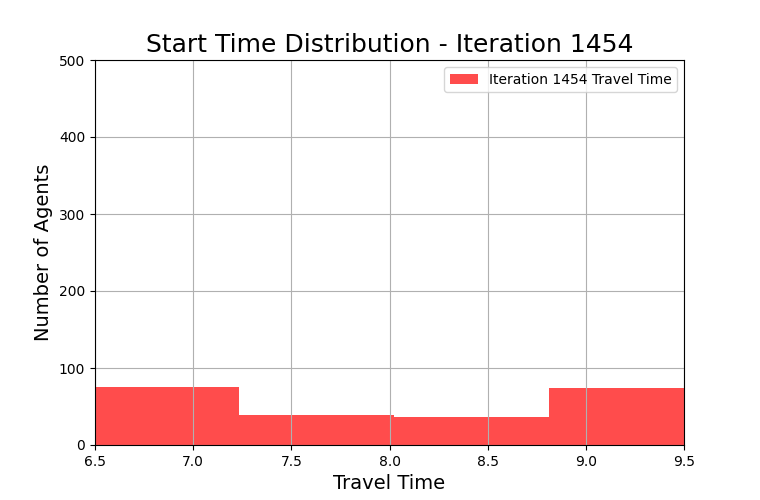 Start Time Distribution - Iteration 1454
Iteration 1454 Travel Time
Number of Agents
500
400
300
200
100
0
6.5 7.0 7.5 8.0 8.5 9.0 9.5
Travel Time